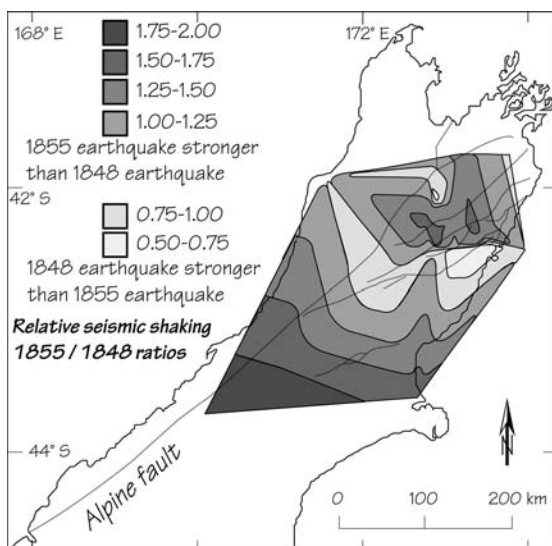 168° E
172° E
1.75-2.00
1.50-1.75
1.25-1.50
1.00-1.25
1855 earthquake stronger
than 1848 earthquake
42° S
0.75-1.00
0.50-0.75
1848 earthquake stronger
than 1855 earthquake
Relative seismic shaking
1855 / 1848 ratios
44° S
Alpine fault
N
0 100 200 km